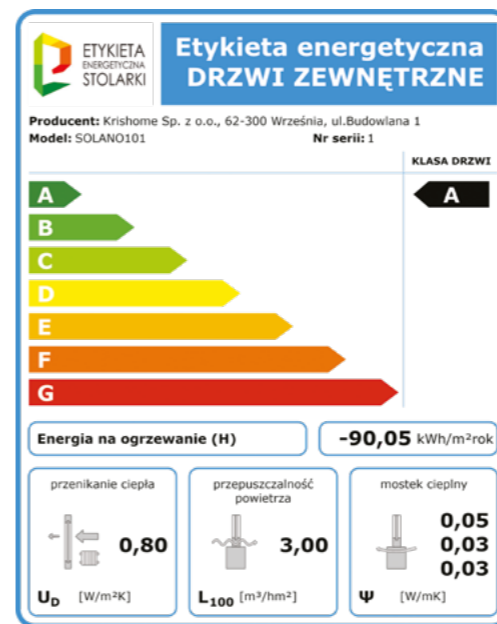 ETYKIETA
ENERGETYCZNA
STOLARKI
Etykieta energetyczna
DRZWI ZEWNĘTRZNE
Producent: Krishome Sp. z o.o., 62-300 Września, ul.Budowlana 1
Model: SOLANO101 Nr serii: 1
KLASA DRZWI
A A
B
C
D
E
F
G
Energia na ogrzewanie (H) -90,05 kWh/m²rok
przenikanie ciepła
0,80
U_D [W/m²K]
przepuszczalność
powietrza
3,00
L₁₀₀ [m³/hm²]
mostek cieplny
0,05
0,03
0,03
Ψ [W/mK]